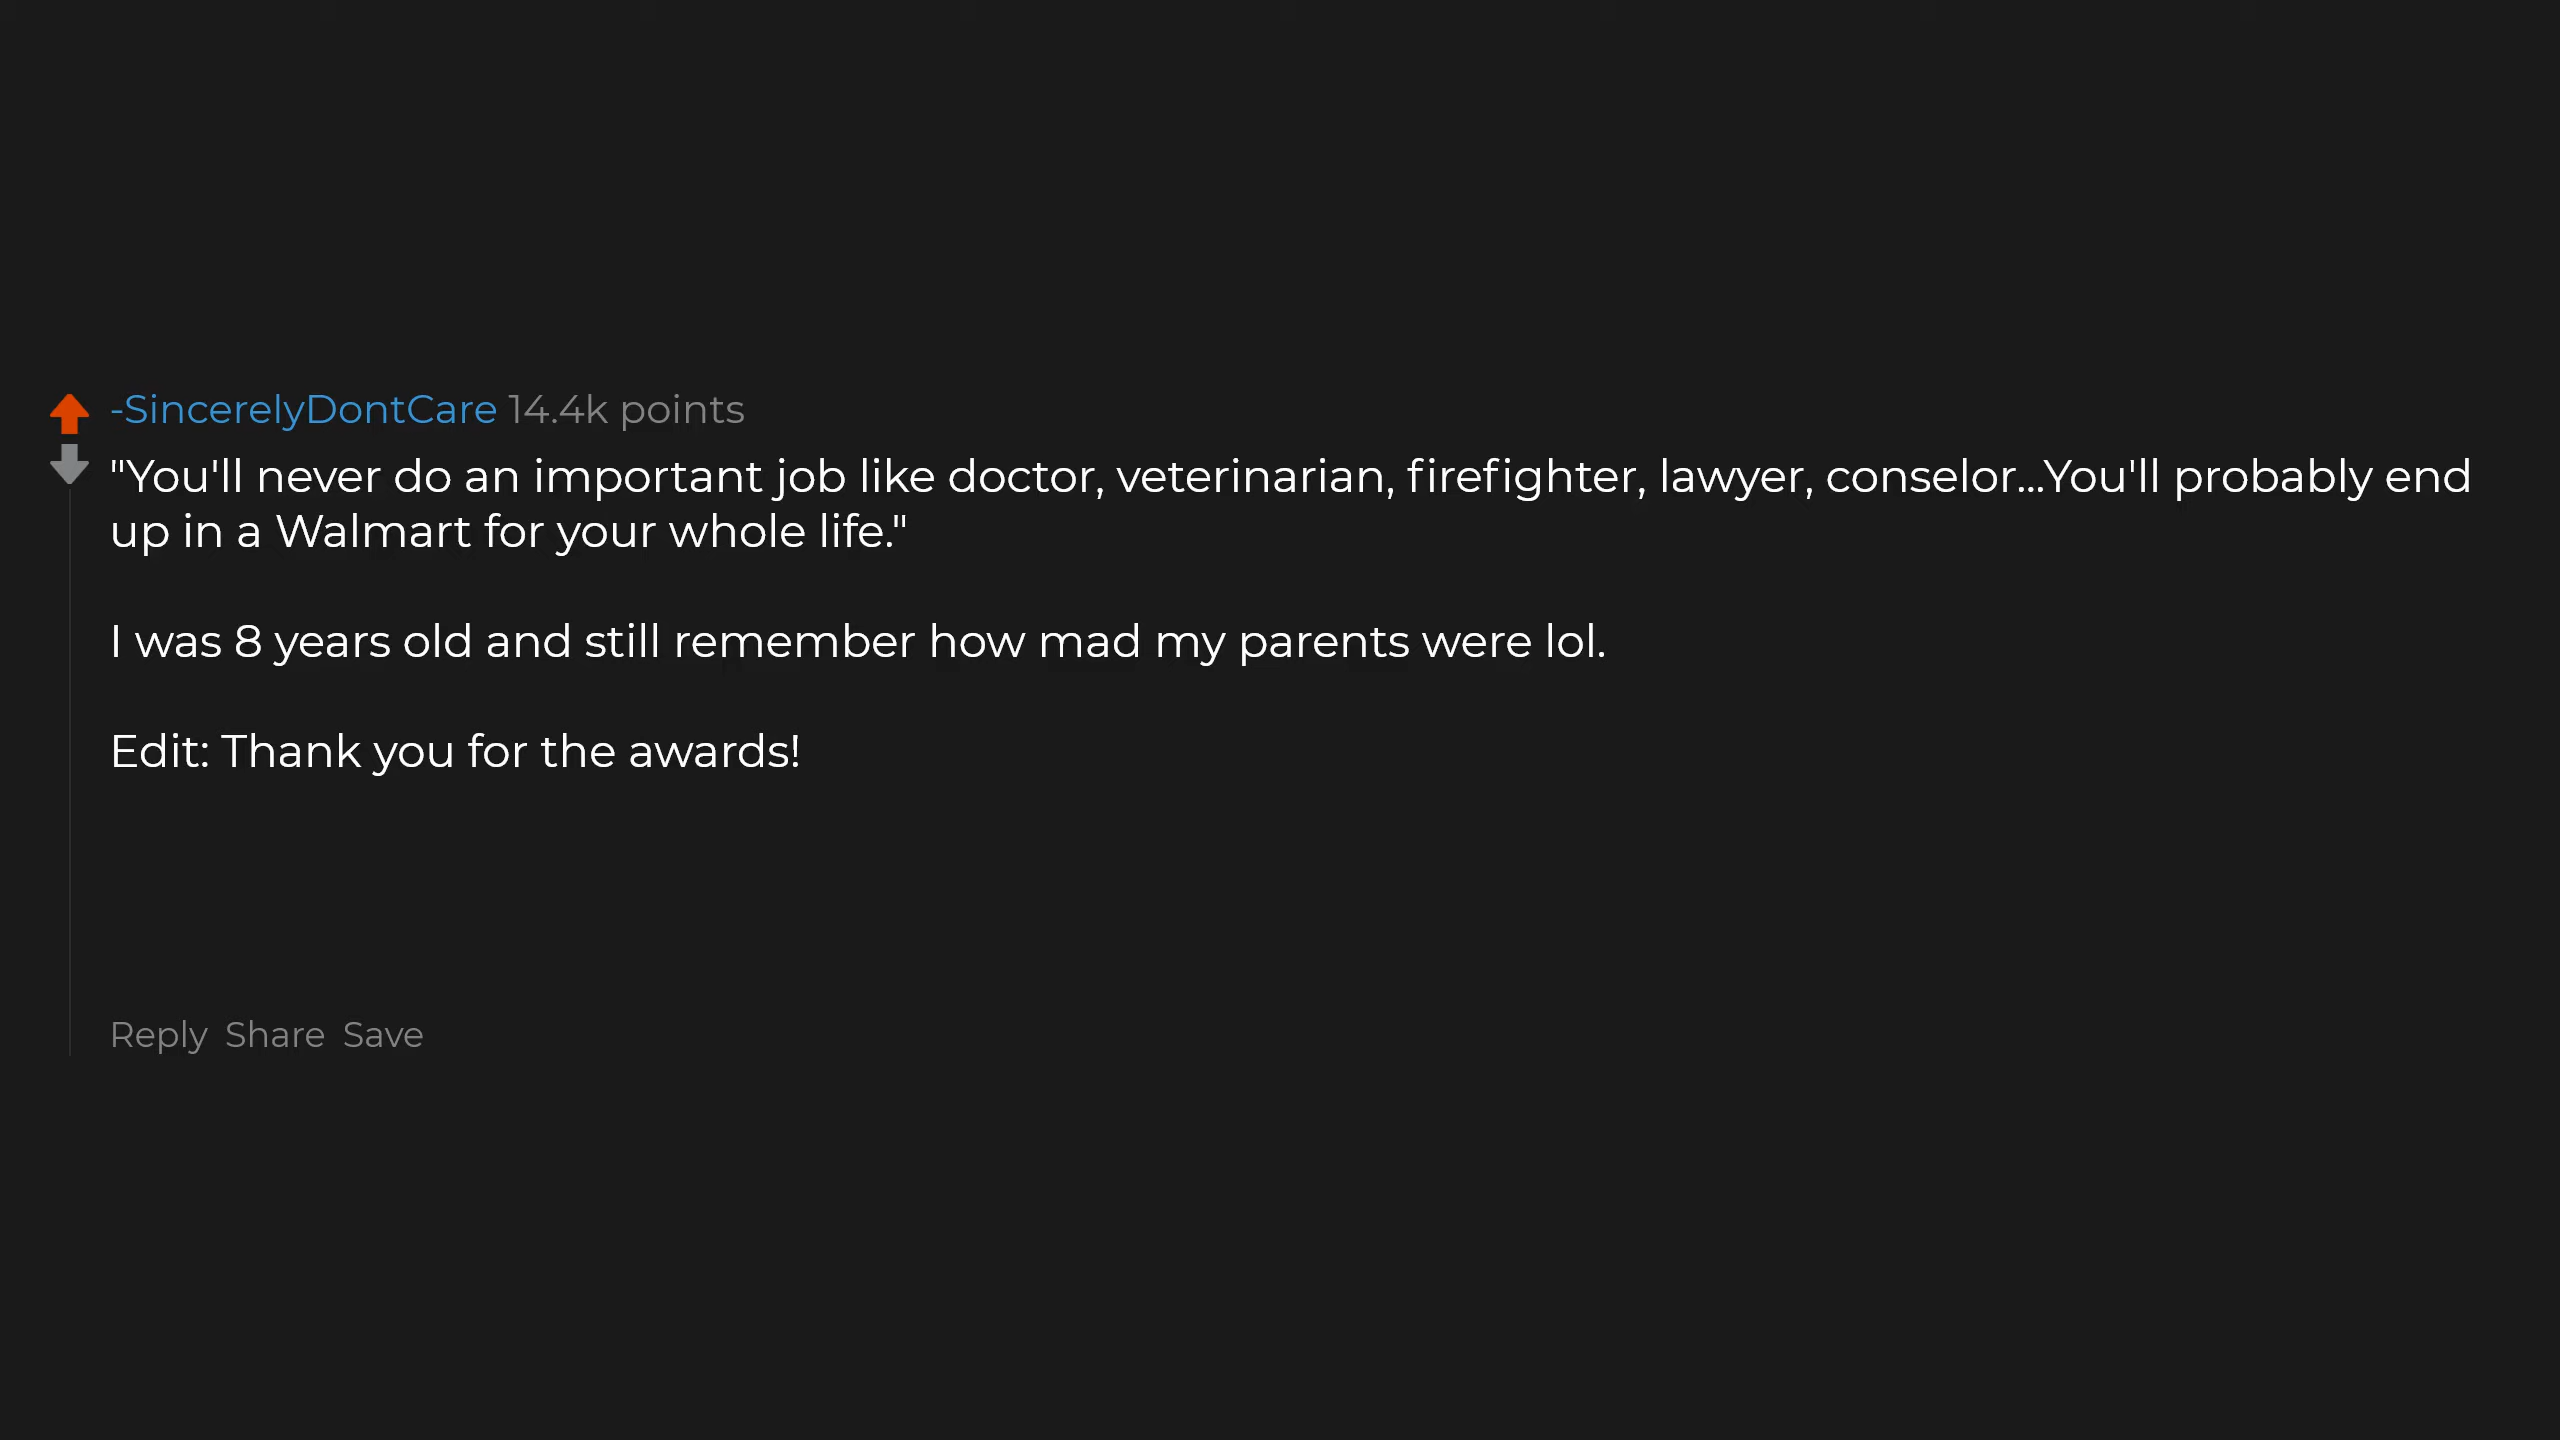 -SincerelyDontCare 14.4k points
"You'll never do an important job like doctor, veterinarian, firefighter, lawyer, conselor...You'll probably end
up in a Walmart for your whole life."
I was 8 years old and still remember how mad my parents were lol.
Edit: Thank you for the awards!
Reply Share Save